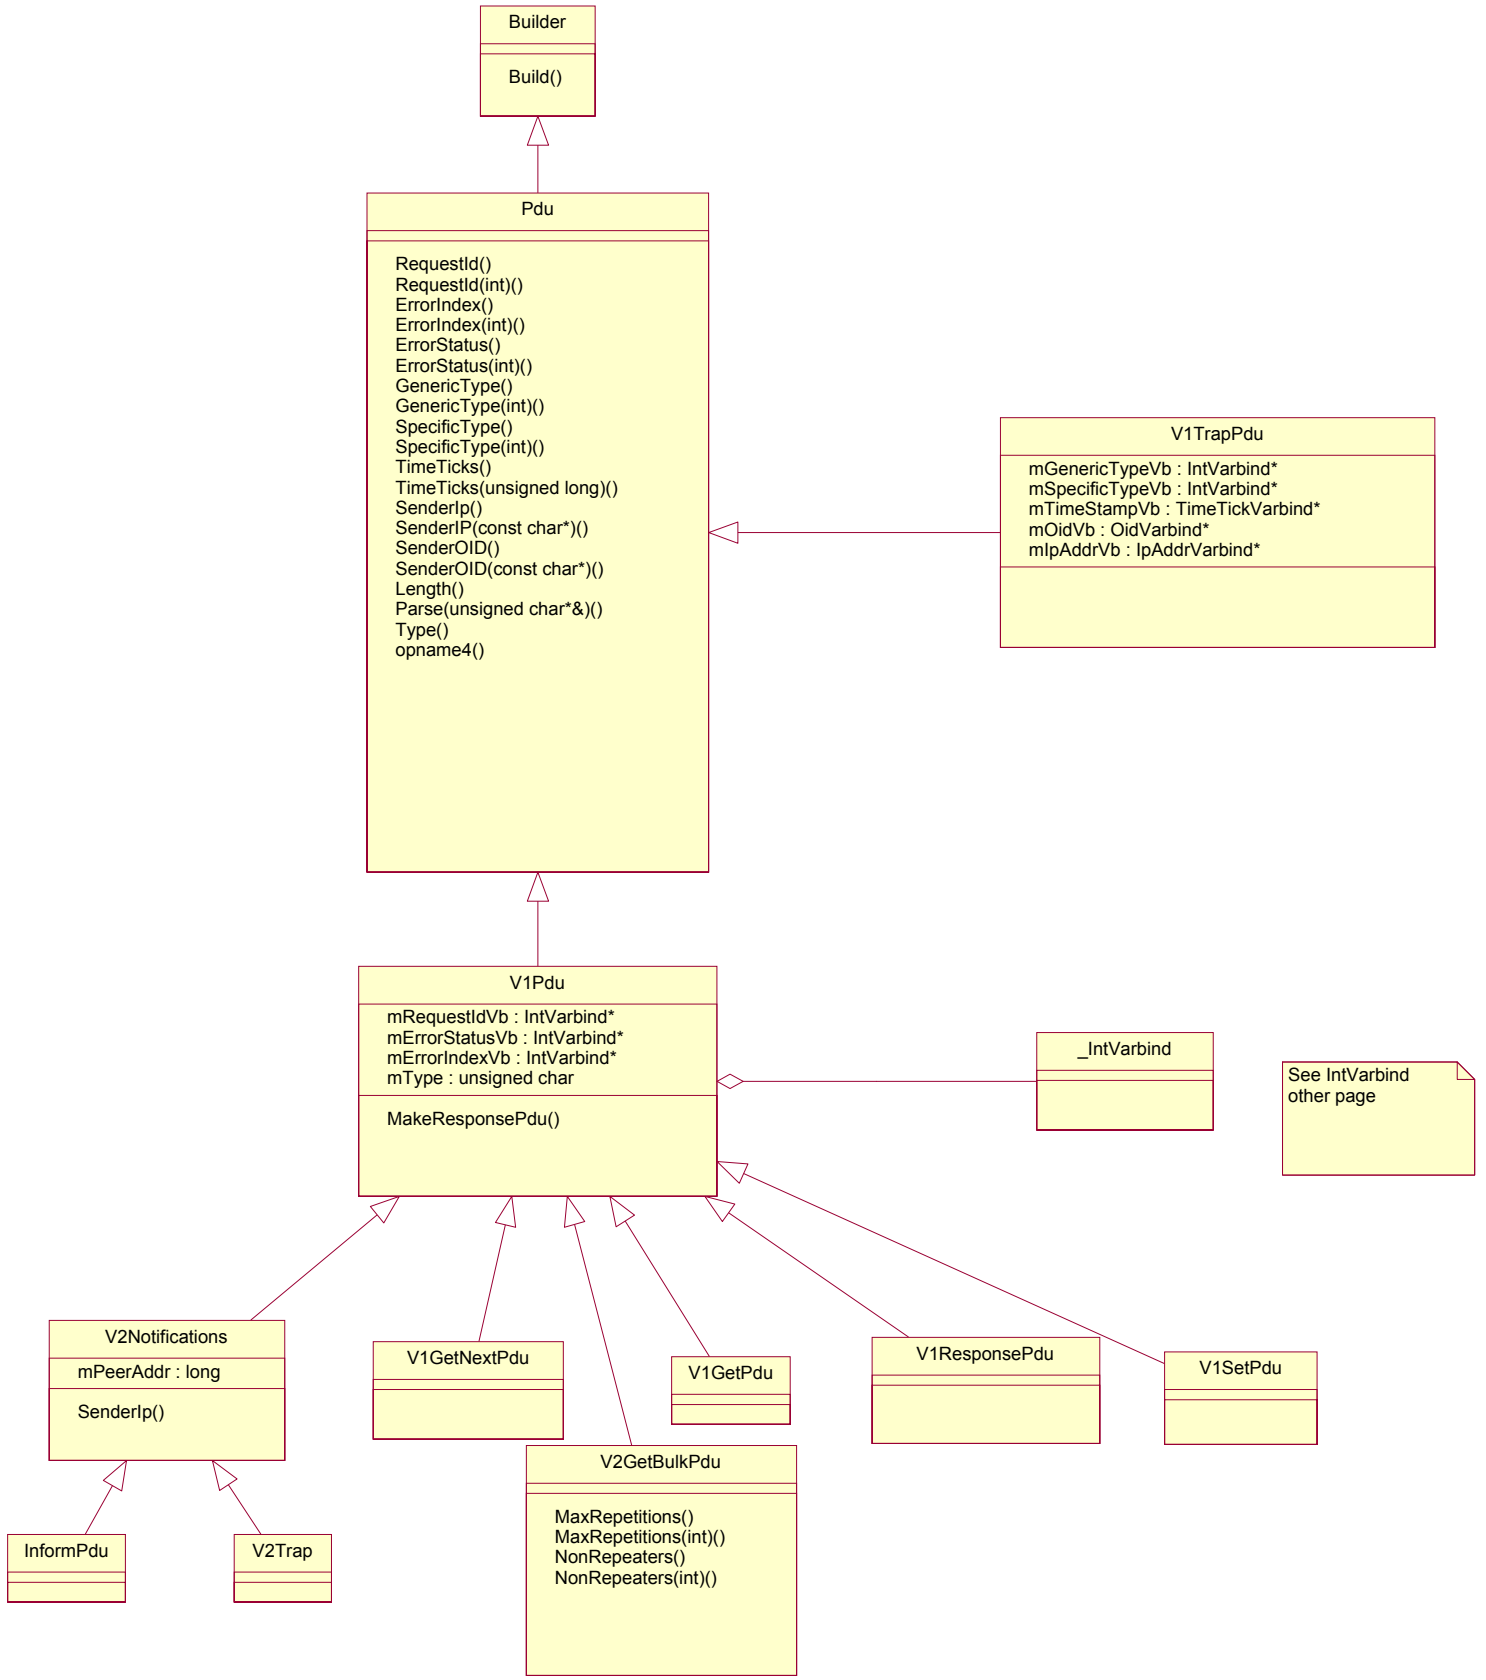 Builder
Build()
Pdu
RequestId()
RequestId(int)()
ErrorIndex()
ErrorIndex(int)()
ErrorStatus()
ErrorStatus(int)()
GenericType()
GenericType(int)()
SpecificType()
SpecificType(int)()
TimeTicks()
TimeTicks(unsigned long)()
SenderIp()
SenderIP(const char*)()
SenderOID()
SenderOID(const char*)()
Length()
Parse(unsigned char*&)()
Type()
opname4()
V1TrapPdu
mGenericTypeVb : IntVarbind*
mSpecificTypeVb : IntVarbind*
mTimeStampVb : TimeTickVarbind*
mOidVb : OidVarbind*
mIpAddrVb : IpAddrVarbind*
V1Pdu
mRequestIdVb : IntVarbind*
mErrorStatusVb : IntVarbind*
mErrorIndexVb : IntVarbind*
mType : unsigned char
MakeResponsePdu()
_IntVarbind
See IntVarbind
other page
V2Notifications
mPeerAddr : long
SenderIp()
V1GetNextPdu
V1GetPdu
V1ResponsePdu
V1SetPdu
V2GetBulkPdu
MaxRepetitions()
MaxRepetitions(int)()
NonRepeaters()
NonRepeaters(int)()
InformPdu
V2Trap